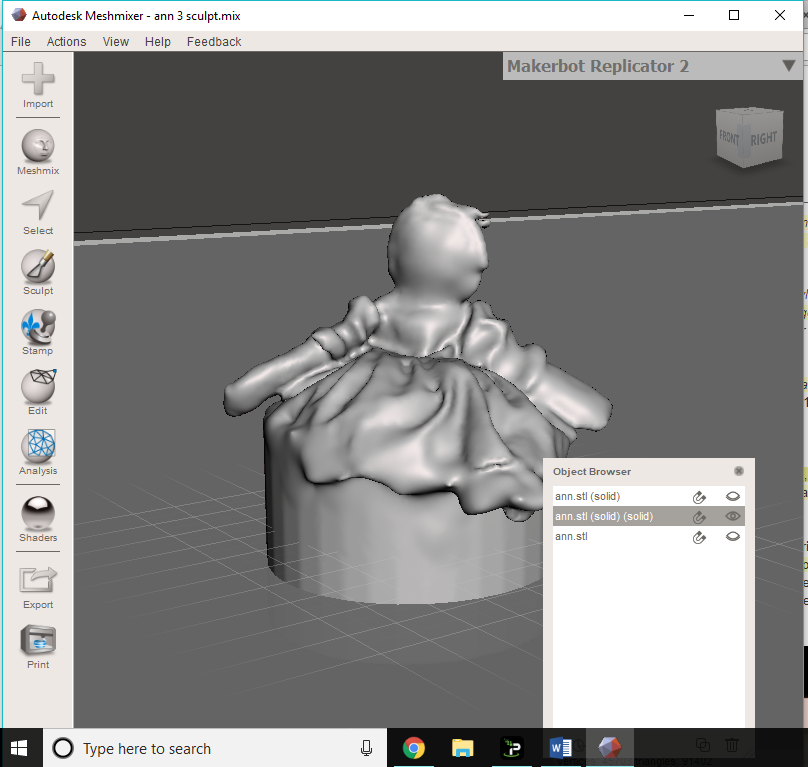 Autodesk Meshmixer - ann 3 sculpt.mix
File Actions View Help Feedback
Makerbot Replicator 2
FRONT RIGHT
Import
Meshmix
Select
Sculpt
Stamp
Edit
Analysis
Shaders
Export
Print
Object Browser
ann.stl (solid)
ann.stl (solid) (solid)
ann.stl
Type here to search